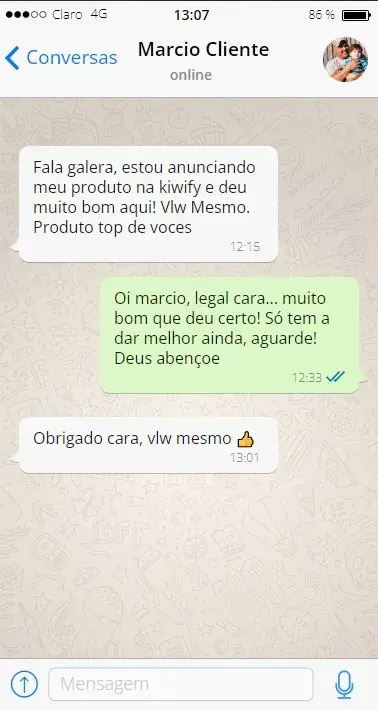 Claro 4G 13:07 86 %
Conversas Marcio Cliente
online
Fala galera, estou anunciando
meu produto na kiwify e deu
muito bom aqui! Vlw Mesmo.
Produto top de voces
12:15
Oi marcio, legal cara... muito
bom que deu certo! Só tem a
dar melhor ainda, aguarde!
Deus abençoe
12:33
Obrigado cara, vlw mesmo 👍
13:01
Mensagem